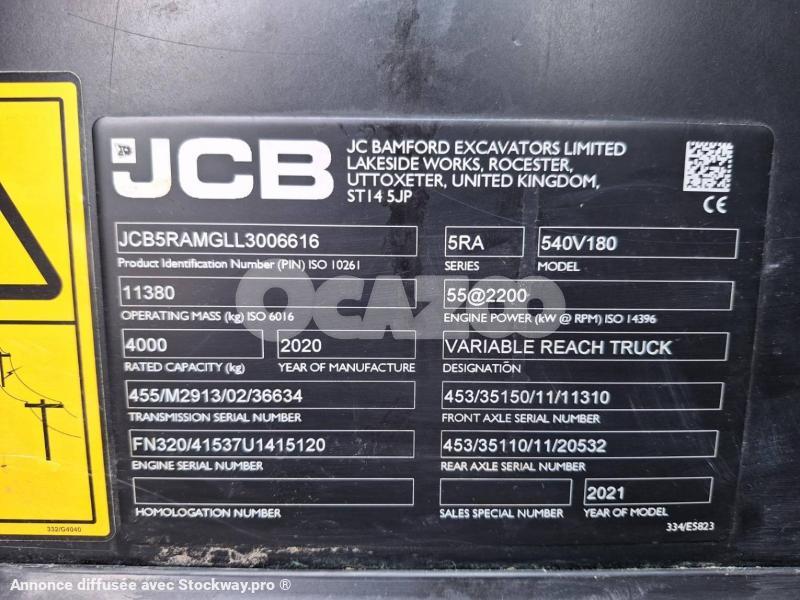 JCB
JC BAMFORD EXCAVATORS LIMITED
LAKESIDE WORKS, ROCESTER,
UTTOXETER, UNITED KINGDOM,
ST14 5JP
CE
JCB5RAMGLL3006616 5RA 540V180
Product Identification Number (PIN) ISO 10261 SERIES MODEL
11380 55@2200
OPERATING MASS (kg) ISO 6016 ENGINE POWER (kW @ RPM) ISO 14396
OCAZOO
4000 2020 VARIABLE REACH TRUCK
RATED CAPACITY (kg) YEAR OF MANUFACTURE DESIGNATION
455/M2913/02/36634 453/35150/11/11310
TRANSMISSION SERIAL NUMBER FRONT AXLE SERIAL NUMBER
FN320/41537U1415120 453/35110/11/20532
ENGINE SERIAL NUMBER REAR AXLE SERIAL NUMBER
2021
HOMOLOGATION NUMBER SALES SPECIAL NUMBER YEAR OF MODEL
332/G4040 334/E5823
Annonce diffusée avec Stockway.pro ®